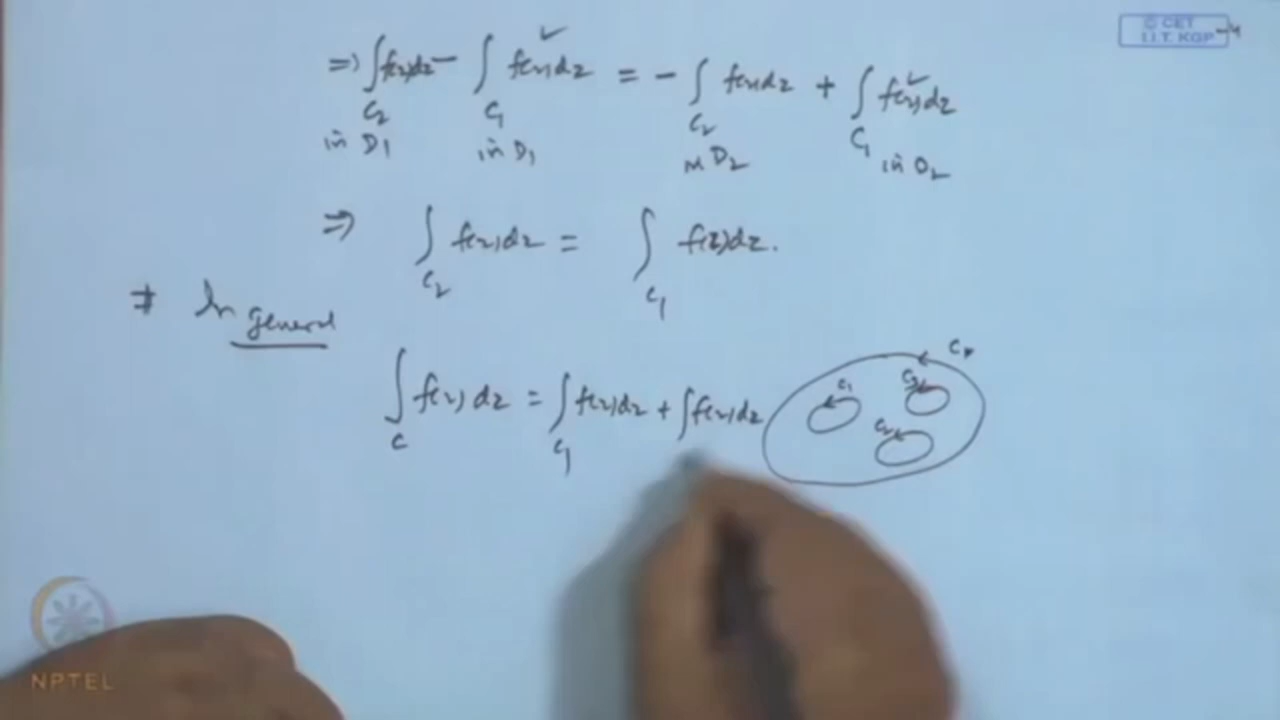 © CET
I.I.T. KGP
⇒ ∫ f(z)dz − ∫ f(z)dz ✓ = − ∫ f(z)dz + ∫ f(z)dz ✓
C₂ C₁ C₂ C₁
in D₁ in D₁ in D₂ in D₂
⇒ ∫ f(z)dz = ∫ f(z)dz.
C₂ C₁
⇒ In general
∫ f(z)dz = ∫ f(z)dz + ∫ f(z)dz
C C₁
C
C₁ C₃
C₂
NPTEL